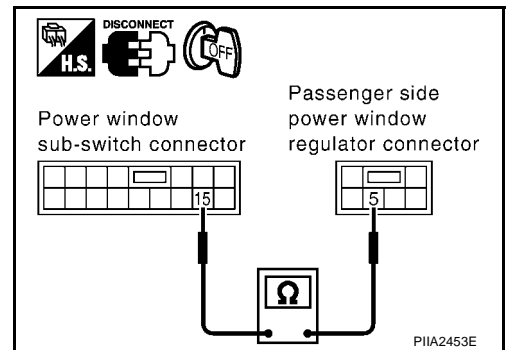 DISCONNECT
H.S.
OFF
Power window
sub-switch connector
Passenger side
power window
regulator connector
15
5
Ω
PIIA2453E